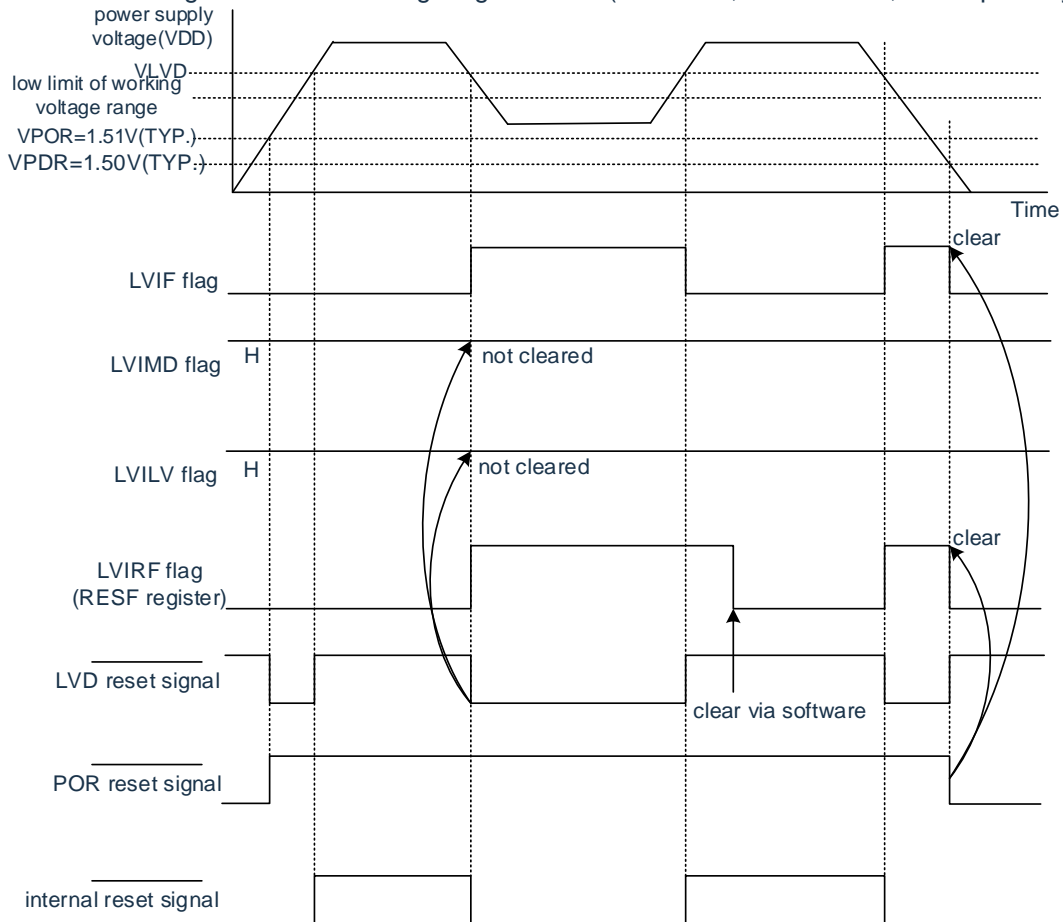 power supply
voltage(VDD)
VLVD
low limit of working
voltage range
VPOR=1.51V(TYP.)
VPDR=1.50V(TYP.)
Time
clear
LVIF flag
H
not cleared
LVIMD flag
H
not cleared
LVILV flag
clear
LVIRF flag
(RESF register)
LVD reset signal
clear via software
POR reset signal
internal reset signal